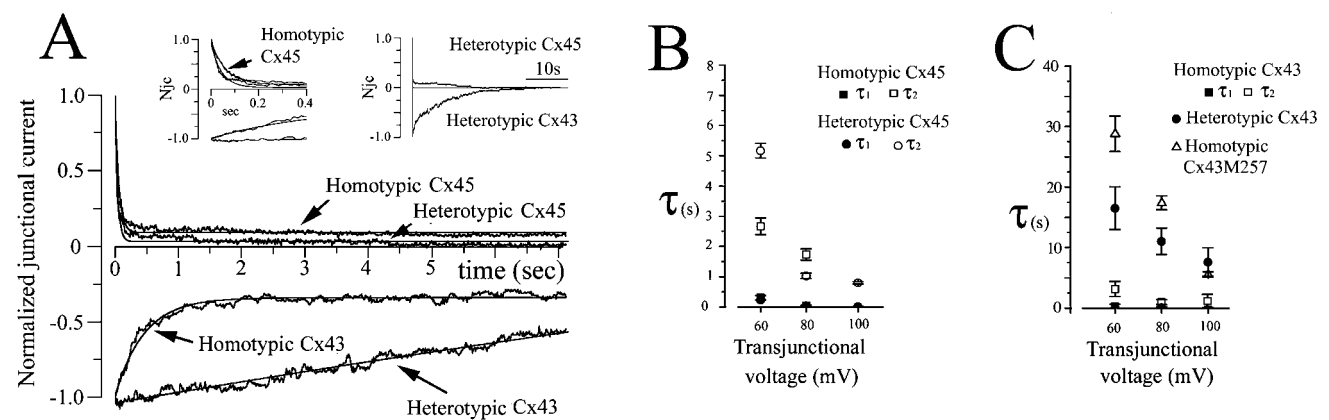 A
Normalized junctional current
1.0
0.5
0
-0.5
-1.0
0 1 2 3 4 5
time (sec)
Homotypic Cx45
Heterotypic Cx45
Homotypic Cx43
Heterotypic Cx43
Njc
1.0
0
-1.0
0 0.2 0.4
sec
Homotypic
Cx45
Njc
1.0
0
-1.0
Heterotypic Cx45
10s
Heterotypic Cx43
B
τ(s)
8
7
6
5
4
3
2
1
0
60 80 100
Transjunctional
voltage (mV)
Homotypic Cx45
■ τ1 □ τ2
Heterotypic Cx45
● τ1 ○ τ2
C
τ(s)
40
30
20
10
0
60 80 100
Transjunctional
voltage (mV)
Homotypic Cx43
■ τ1 □ τ2
● Heterotypic Cx43
△ Homotypic
Cx43M257